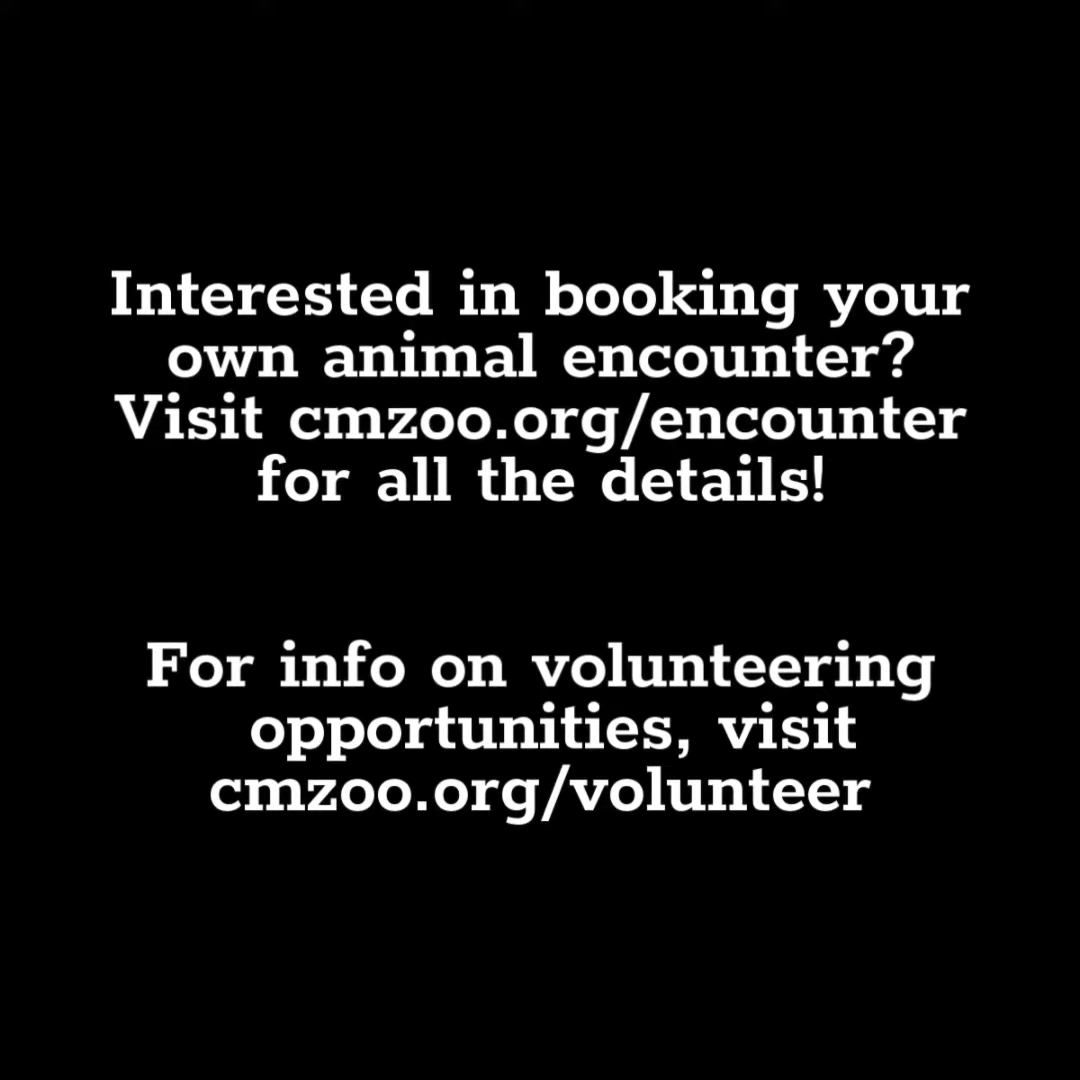 Interested in booking your
own animal encounter?
Visit cmzoo.org/encounter
for all the details!
For info on volunteering
opportunities, visit
cmzoo.org/volunteer